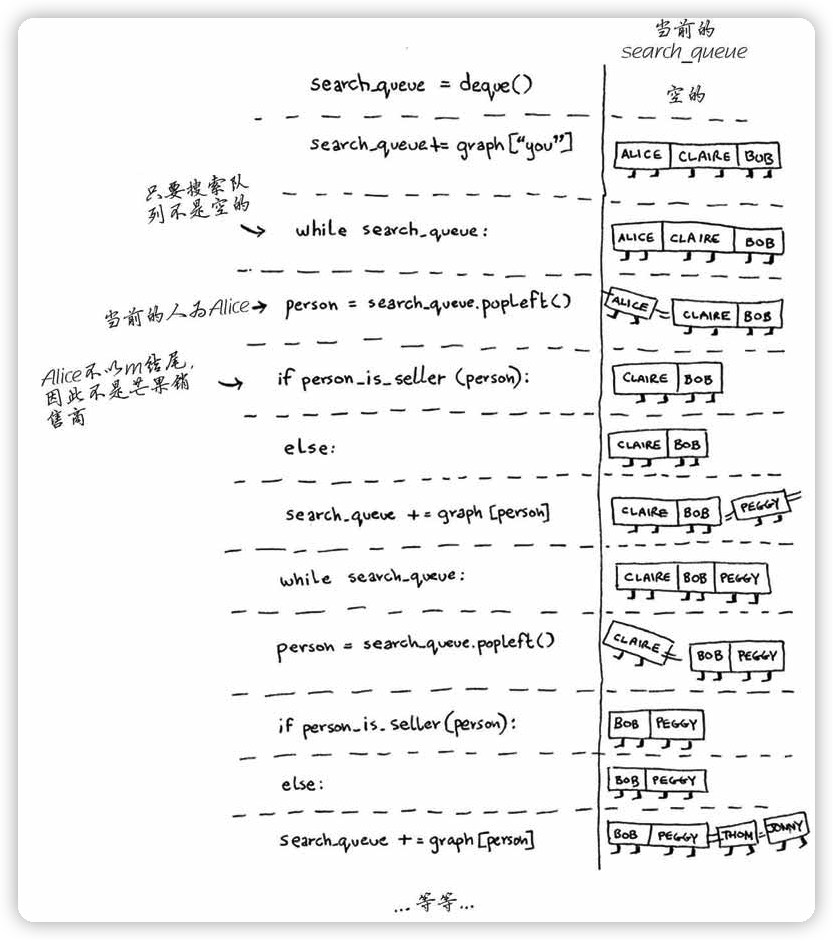 当前的
search_queue
search_queue = deque()
空的
search_queue += graph["you"]
ALICE CLAIRE BOB
只要搜索队
列不是空的
while search_queue:
ALICE CLAIRE BOB
当前的人为Alice
person = search_queue.popleft()
ALICE CLAIRE BOB
Alice不以m结尾,
因此不是芒果销
售商
if person_is_seller(person):
CLAIRE BOB
else:
CLAIRE BOB
search_queue += graph[person]
CLAIRE BOB PEGGY
while search_queue:
CLAIRE BOB PEGGY
person = search_queue.popleft()
CLAIRE BOB PEGGY
if person_is_seller(person):
BOB PEGGY
else:
BOB PEGGY
search_queue += graph[person]
BOB PEGGY THOM JONNY
...等等...